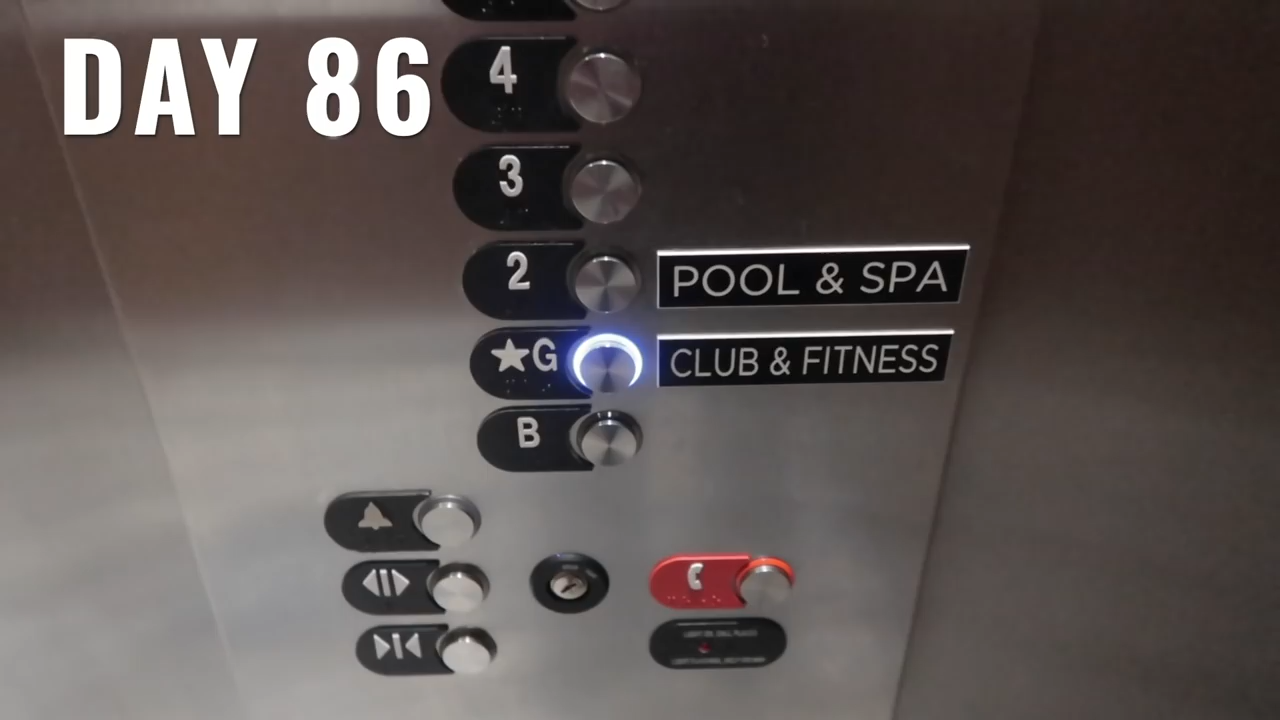 DAY 86
4
3
2 POOL & SPA
★G CLUB & FITNESS
B